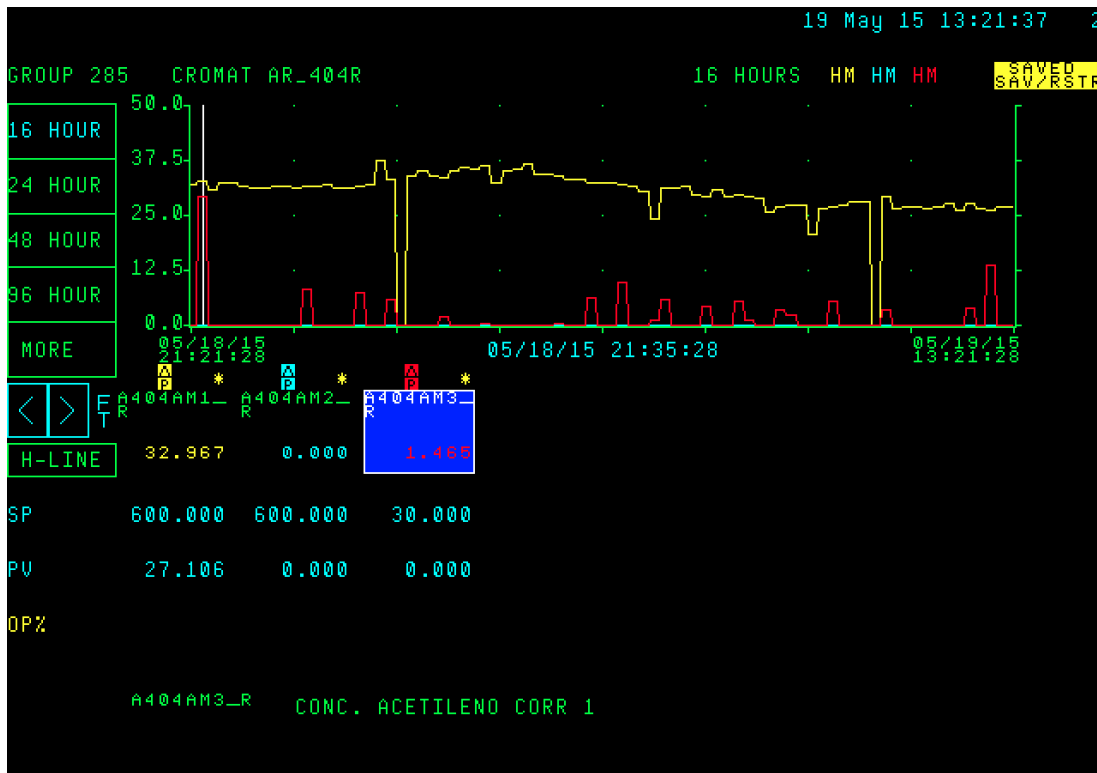 19 May 15 13:21:37 2
GROUP 285 CROMAT AR_404R 16 HOURS HM HM HM SAVED
SAV/RSTR
50.0
16 HOUR
37.5
24 HOUR
25.0
48 HOUR
12.5
96 HOUR
0.0
MORE 05/18/15 05/18/15 21:35:28 05/19/15
21:21:28 13:21:28
^ * ^ * ^ *
P P P
< > E A404AM1_ A404AM2_ A404AM3_
T R R R
H-LINE 32.967 0.000 1.465
SP 600.000 600.000 30.000
PV 27.106 0.000 0.000
OP%
A404AM3_R CONC. ACETILENO CORR 1